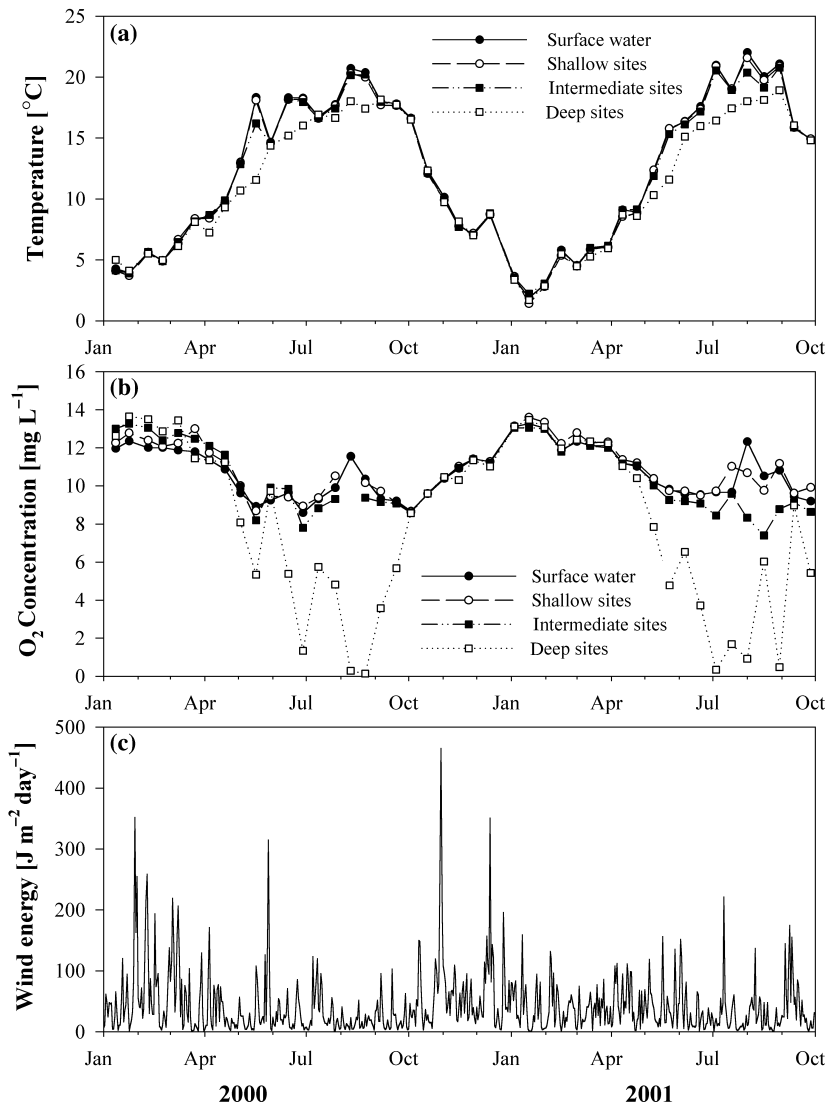 (a)
25
20
15
10
5
0
Temperature [°C]
Surface water
Shallow sites
Intermediate sites
Deep sites
Jan Apr Jul Oct Jan Apr Jul Oct
(b)
16
14
12
10
8
6
4
2
0
O₂ Concentration [mg L⁻¹]
Surface water
Shallow sites
Intermediate sites
Deep sites
Jan Apr Jul Oct Jan Apr Jul Oct
(c)
500
400
300
200
100
0
Wind energy [J m⁻² day⁻¹]
Jan Apr Jul Oct Jan Apr Jul Oct
2000 2001